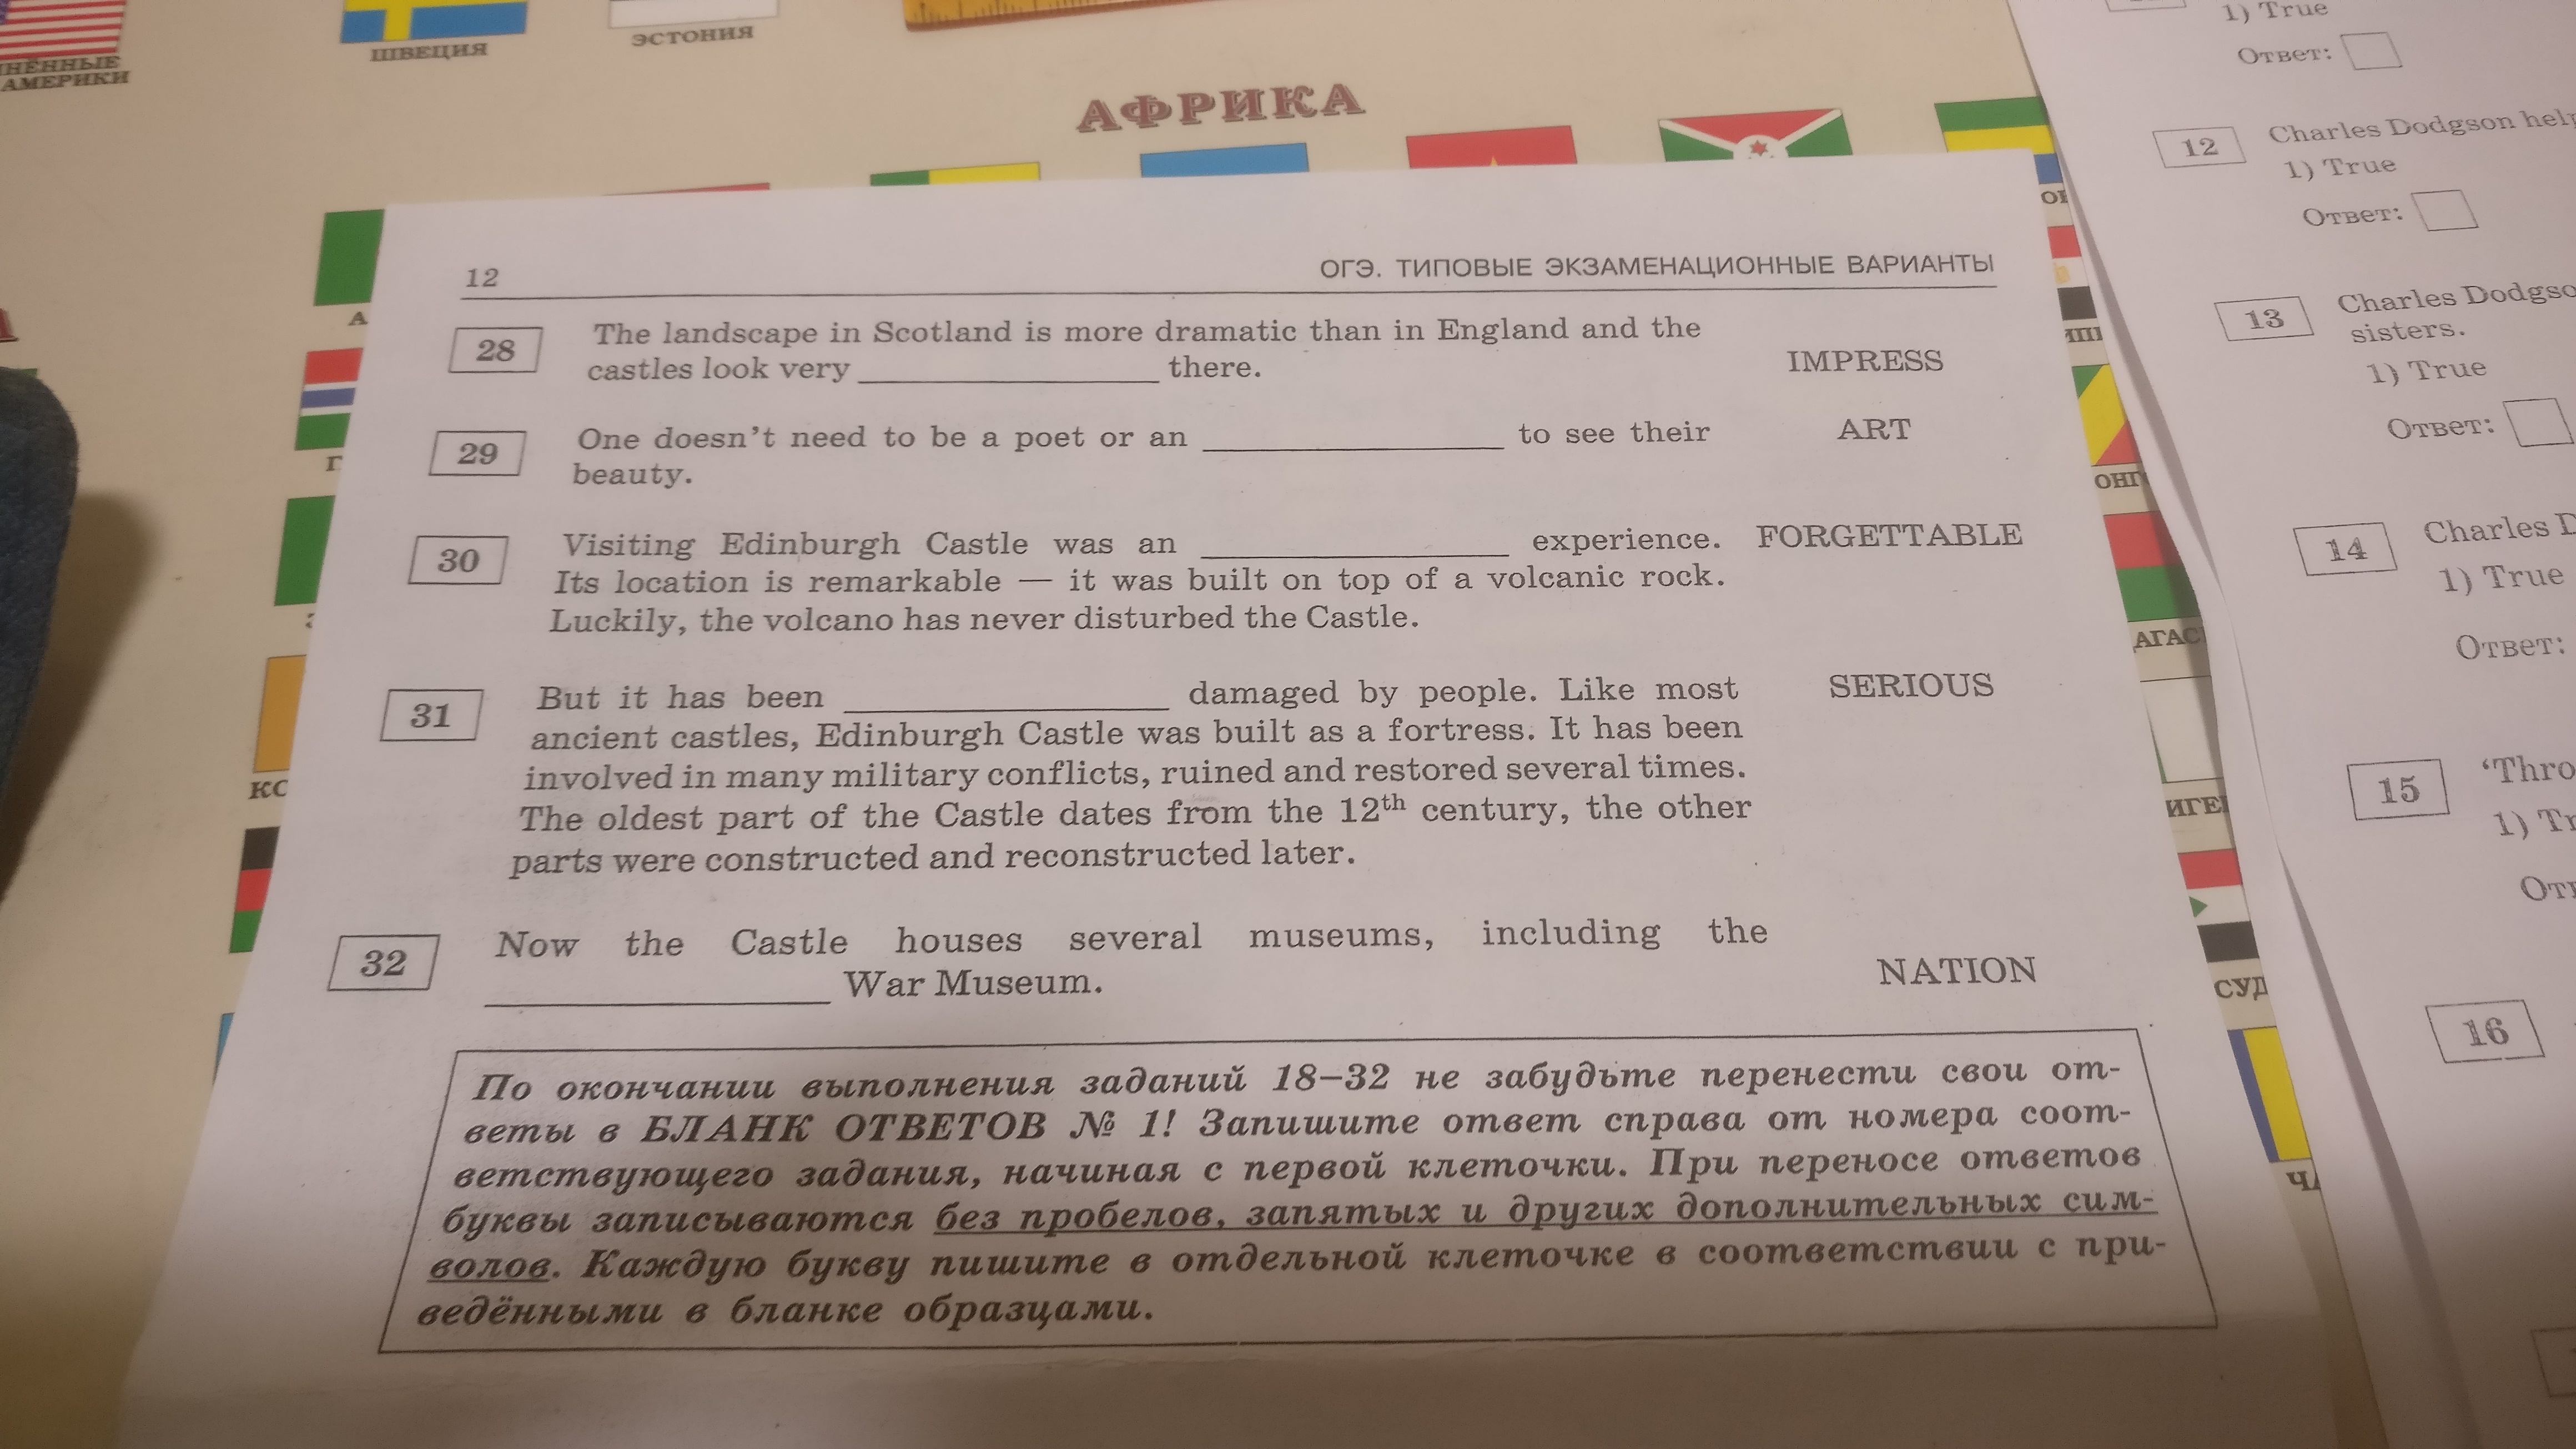 ШВЕЦИЯ
ЭСТОНИЯ
АМЕРИКИ
АФРИКА
12
ОГЭ. ТИПОВЫЕ ЭКЗАМЕНАЦИОННЫЕ ВАРИАНТЫ
28
The landscape in Scotland is more dramatic than in England and the
castles look very ____________ there.
IMPRESS
29
One doesn't need to be a poet or an ____________ to see their
beauty.
ART
30
Visiting Edinburgh Castle was an ____________ experience.
FORGETTABLE
Its location is remarkable — it was built on top of a volcanic rock.
Luckily, the volcano has never disturbed the Castle.
31
But it has been ____________ damaged by people. Like most
SERIOUS
ancient castles, Edinburgh Castle was built as a fortress. It has been
involved in many military conflicts, ruined and restored several times.
The oldest part of the Castle dates from the 12th century, the other
parts were constructed and reconstructed later.
32
Now the Castle houses several museums, including the
____________ War Museum.
NATION
По окончании выполнения заданий 18–32 не забудьте перенести свои от-
веты в БЛАНК ОТВЕТОВ № 1! Запишите ответ справа от номера соот-
ветствующего задания, начиная с первой клеточки. При переносе ответов
буквы записываются без пробелов, запятых и других дополнительных сим-
волов. Каждую букву пишите в отдельной клеточке в соответствии с при-
ведёнными в бланке образцами.
1) True
Ответ:
12
Charles Dodgson
1) True
Ответ:
13
Charles
sisters.
1) True
Ответ:
14
Charles
1) True
Ответ:
15
1)
16